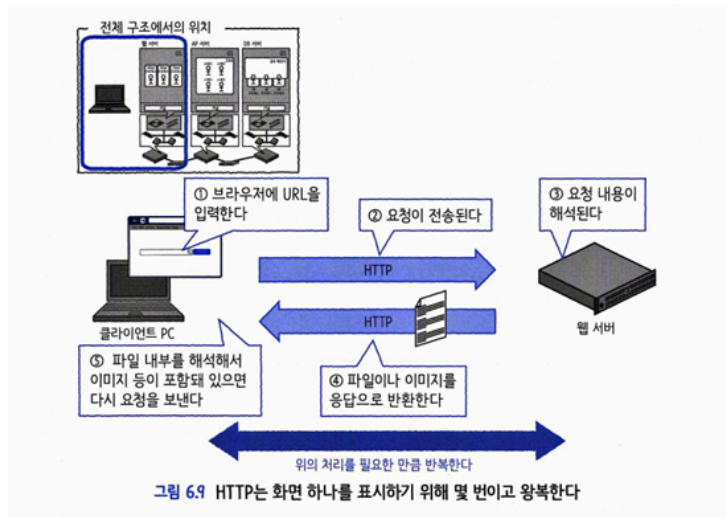 전체 구조에서의 위치
웹 서버
AP 서버
DB 서버
① 브라우저에 URL을
입력한다
② 요청이 전송된다
③ 요청 내용이
해석된다
HTTP
HTTP
클라이언트 PC
웹 서버
⑤ 파일 내부를 해석해서
이미지 등이 포함돼 있으면
다시 요청을 보낸다
④ 파일이나 이미지를
응답으로 반환한다
위의 처리를 필요한 만큼 반복한다
그림 6.9 HTTP는 화면 하나를 표시하기 위해 몇 번이고 왕복한다